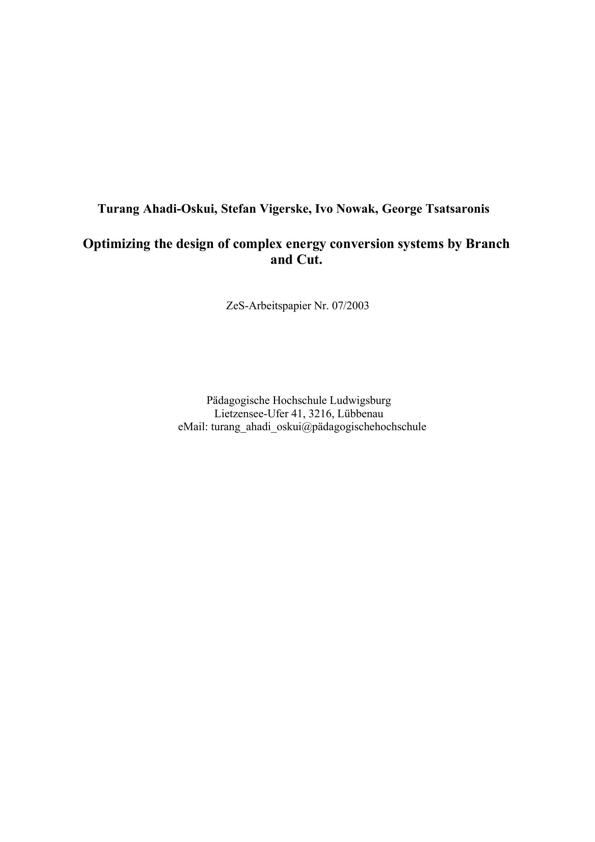 Turang Ahadi-Oskui, Stefan Vigerske, Ivo Nowak, George Tsatsaronis
Optimizing the design of complex energy conversion systems by Branch
and Cut.
ZeS-Arbeitspapier Nr. 07/2003
Pädagogische Hochschule Ludwigsburg
Lietzensee-Ufer 41, 3216, Lübbenau
eMail: turang_ahadi_oskui@pädagogischehochschule